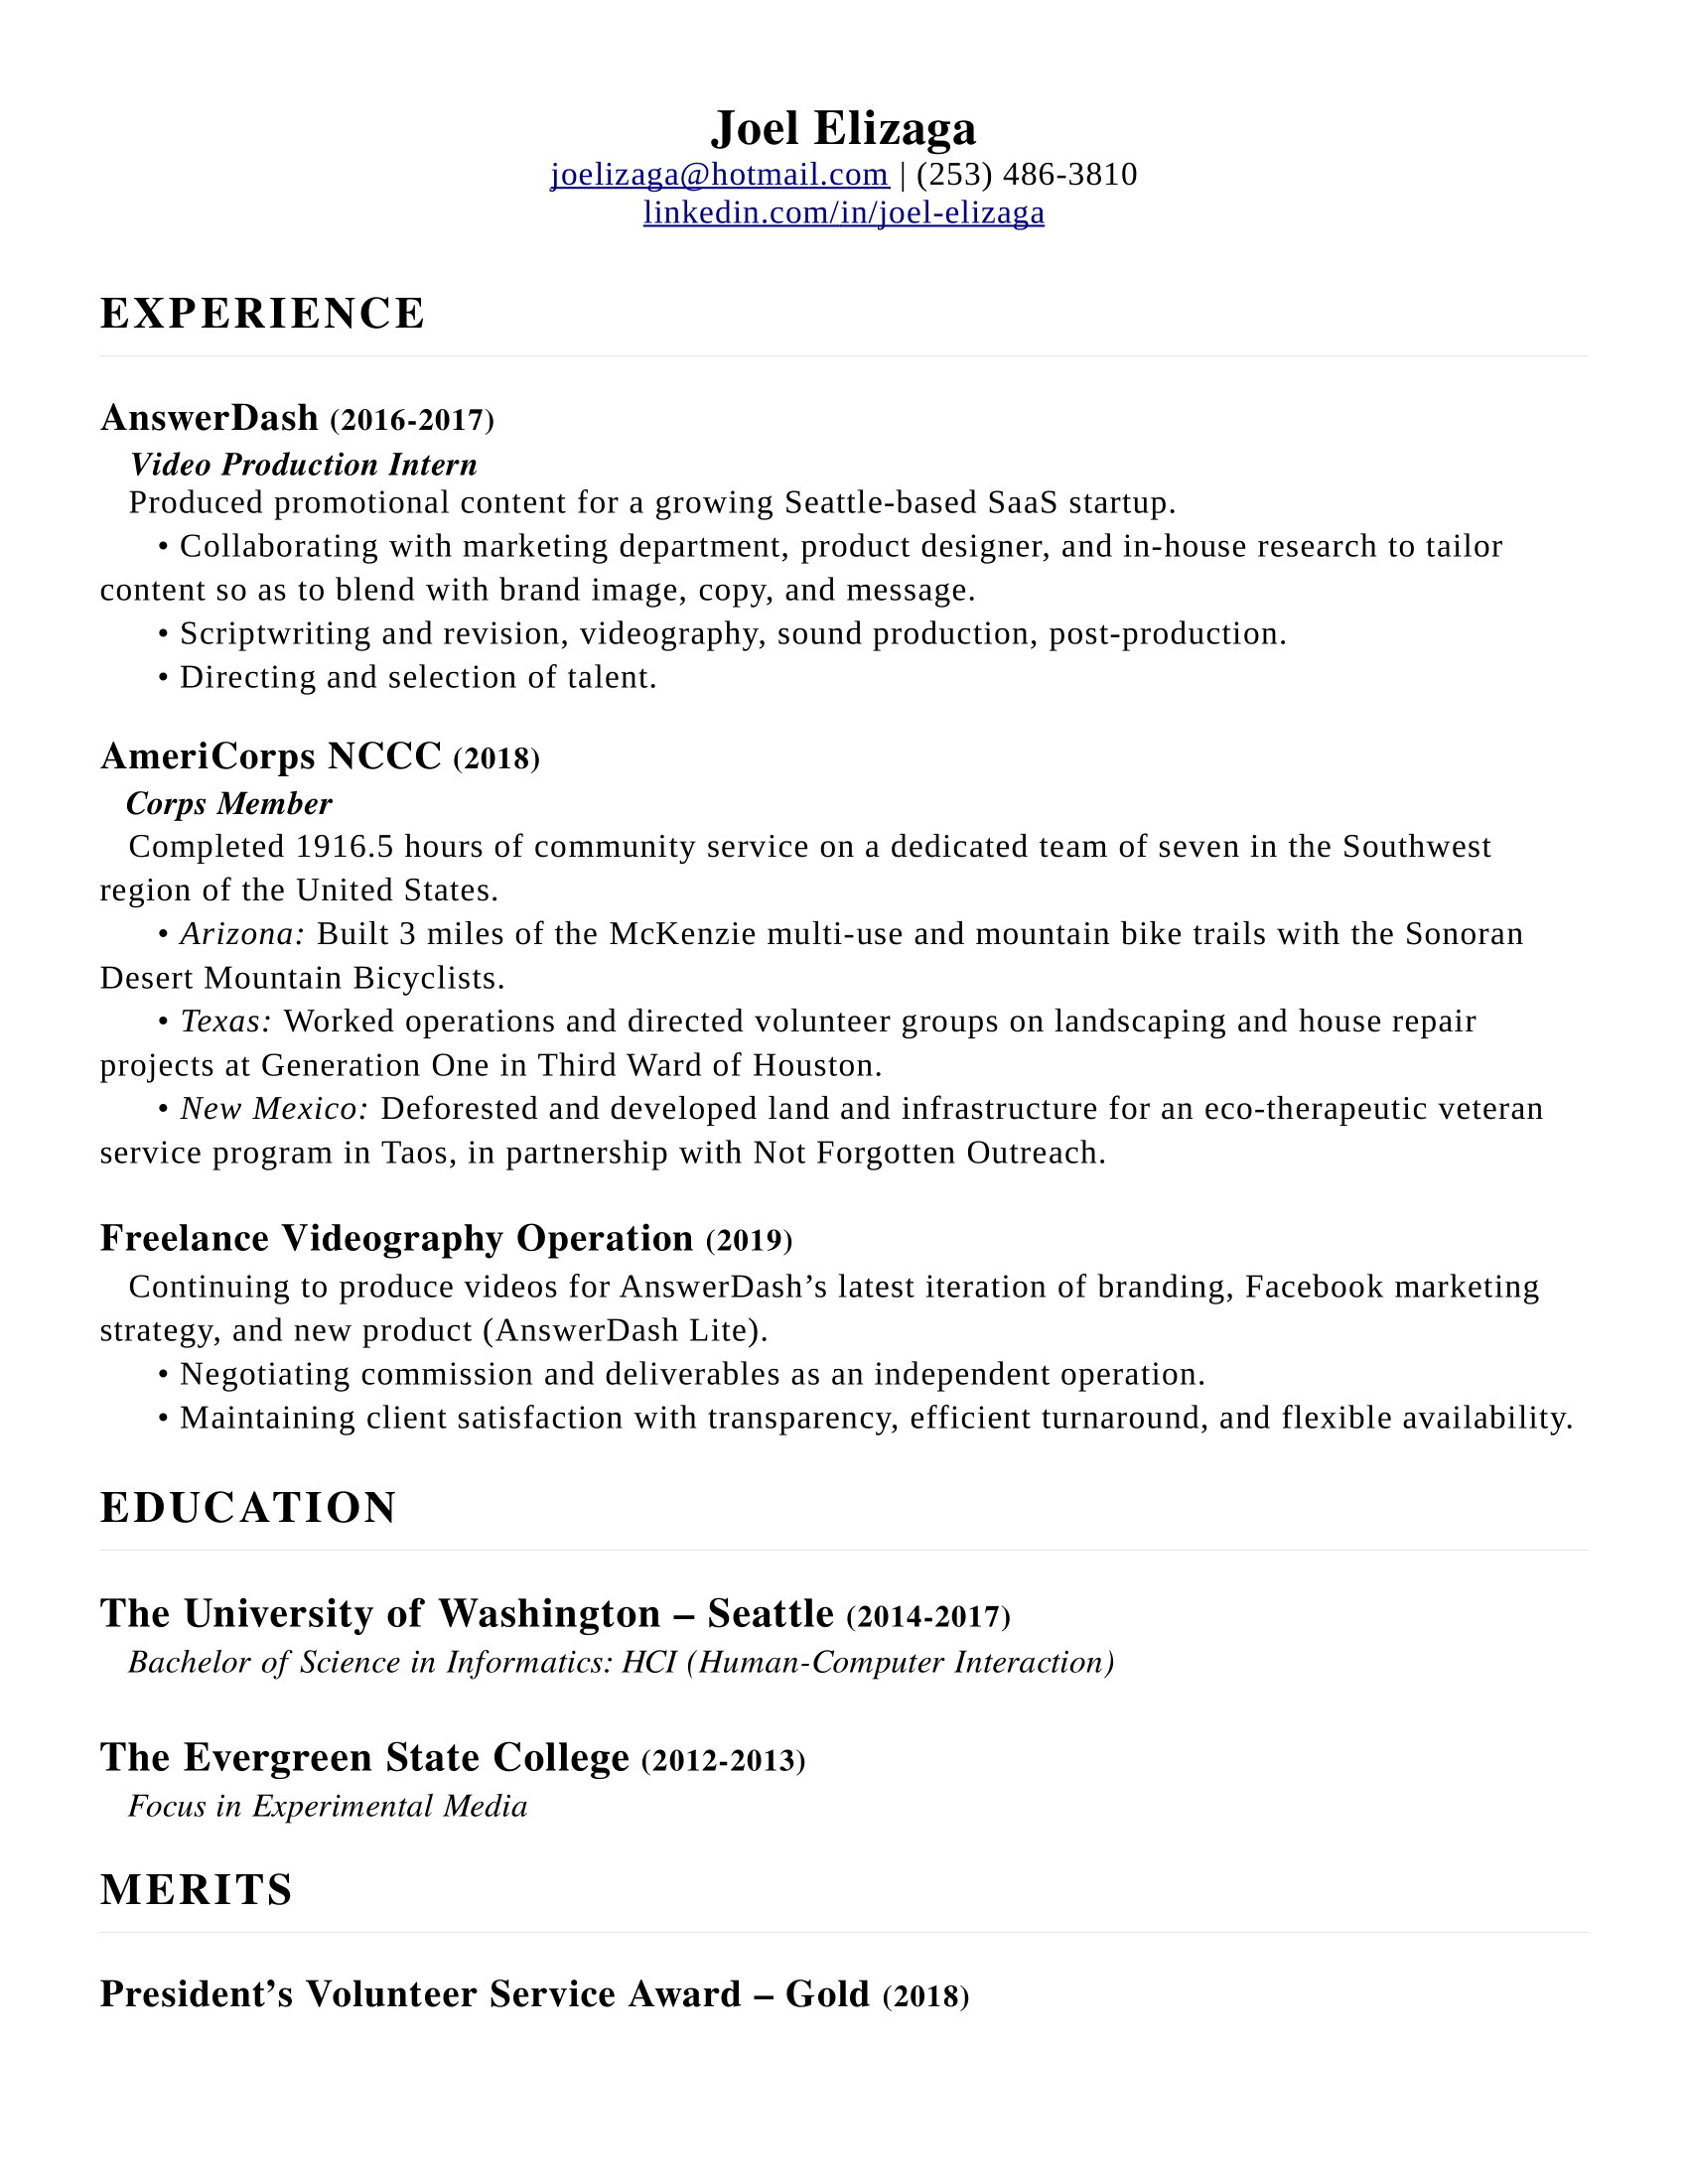 Joel Elizaga
joelizaga@hotmail.com | (253) 486-3810
linkedin.com/in/joel-elizaga
EXPERIENCE
AnswerDash (2016-2017)
Video Production Intern
Produced promotional content for a growing Seattle-based SaaS startup.
• Collaborating with marketing department, product designer, and in-house research to tailor
content so as to blend with brand image, copy, and message.
• Scriptwriting and revision, videography, sound production, post-production.
• Directing and selection of talent.
AmeriCorps NCCC (2018)
Corps Member
Completed 1916.5 hours of community service on a dedicated team of seven in the Southwest
region of the United States.
• Arizona: Built 3 miles of the McKenzie multi-use and mountain bike trails with the Sonoran
Desert Mountain Bicyclists.
• Texas: Worked operations and directed volunteer groups on landscaping and house repair
projects at Generation One in Third Ward of Houston.
• New Mexico: Deforested and developed land and infrastructure for an eco-therapeutic veteran
service program in Taos, in partnership with Not Forgotten Outreach.
Freelance Videography Operation (2019)
Continuing to produce videos for AnswerDash’s latest iteration of branding, Facebook marketing
strategy, and new product (AnswerDash Lite).
• Negotiating commission and deliverables as an independent operation.
• Maintaining client satisfaction with transparency, efficient turnaround, and flexible availability.
EDUCATION
The University of Washington – Seattle (2014-2017)
Bachelor of Science in Informatics: HCI (Human-Computer Interaction)
The Evergreen State College (2012-2013)
Focus in Experimental Media
MERITS
President’s Volunteer Service Award – Gold (2018)